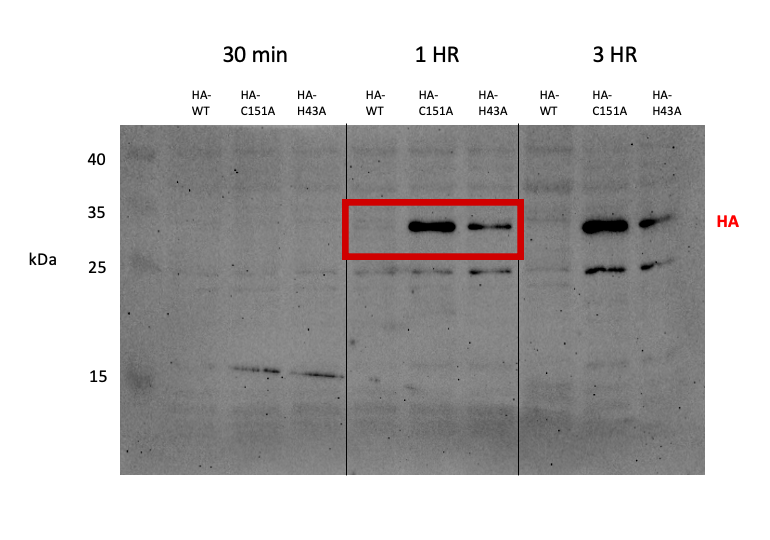 30 min
1 HR
3 HR
HA-
WT
HA-
C151A
HA-
H43A
HA-
WT
HA-
C151A
HA-
H43A
HA-
WT
HA-
C151A
HA-
H43A
40
35
HA
kDa
25
15